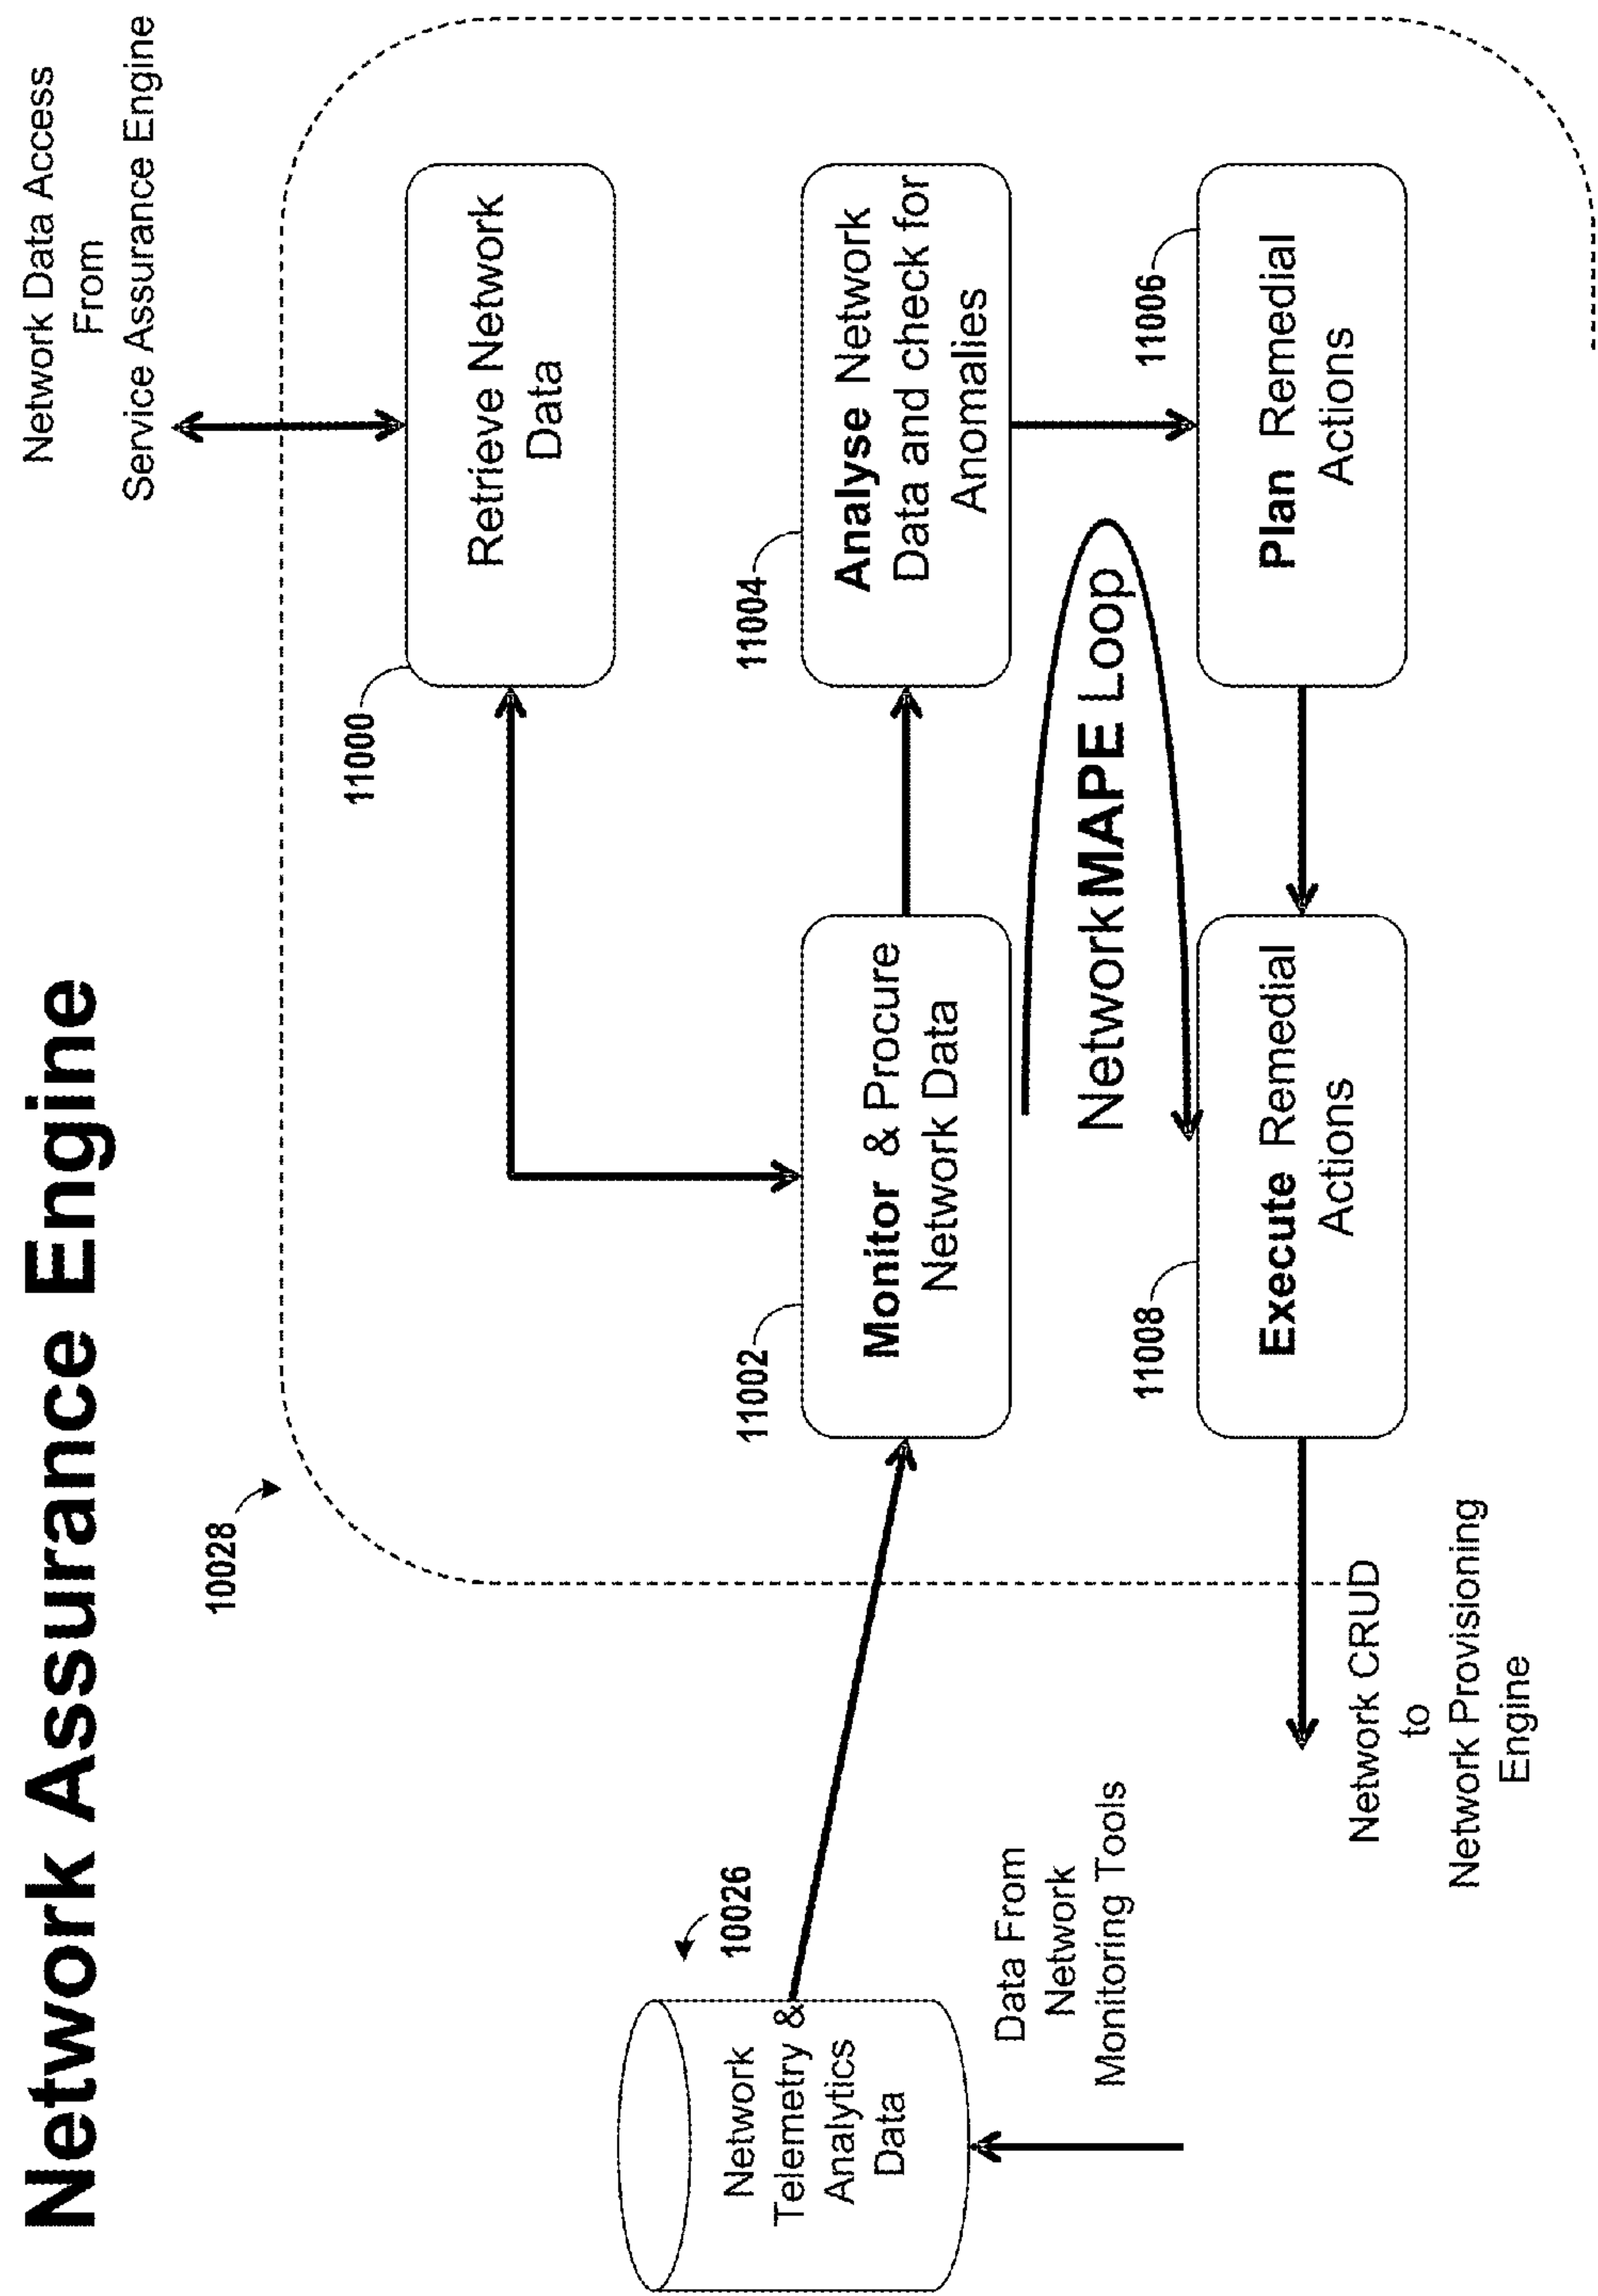 Network Assurance Engine
Network Data Access
From
Service Assurance Engine
10028
11000
Retrieve Network
Data
10026
Network
Telemetry &
Analytics
Data
Data From
Network
Monitoring Tools
11002
Monitor & Procure
Network Data
11004
Analyse Network
Data and check for
Anomalies
Network MAPE Loop
11008
Execute Remedial
Actions
11006
Plan Remedial
Actions
Network CRUD
to
Network Provisioning
Engine